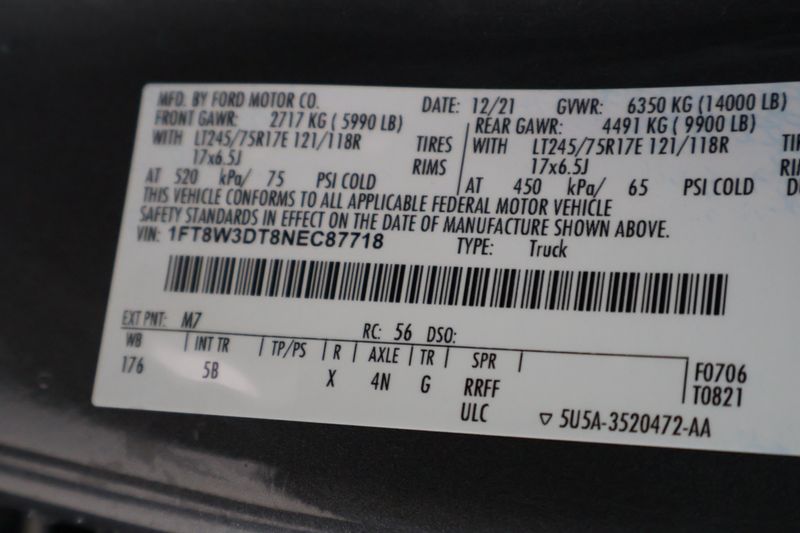 MFD. BY FORD MOTOR CO. DATE: 12/21 GVWR: 6350 KG (14000 LB)
FRONT GAWR: 2717 KG ( 5990 LB) REAR GAWR: 4491 KG ( 9900 LB)
WITH LT245/75R17E 121/118R TIRES WITH LT245/75R17E 121/118R
17x6.5J RIMS 17x6.5J
AT 520 kPa/ 75 PSI COLD AT 450 kPa/ 65 PSI COLD
THIS VEHICLE CONFORMS TO ALL APPLICABLE FEDERAL MOTOR VEHICLE
SAFETY STANDARDS IN EFFECT ON THE DATE OF MANUFACTURE SHOWN ABOVE.
VIN: 1FT8W3DT8NEC87718 TYPE: Truck
EXT PNT: M7 RC: 56 DSO:
WB INT TR TP/PS R AXLE TR SPR F0706
176 5B X 4N G RRFF T0821
ULC 5U5A-3520472-AA